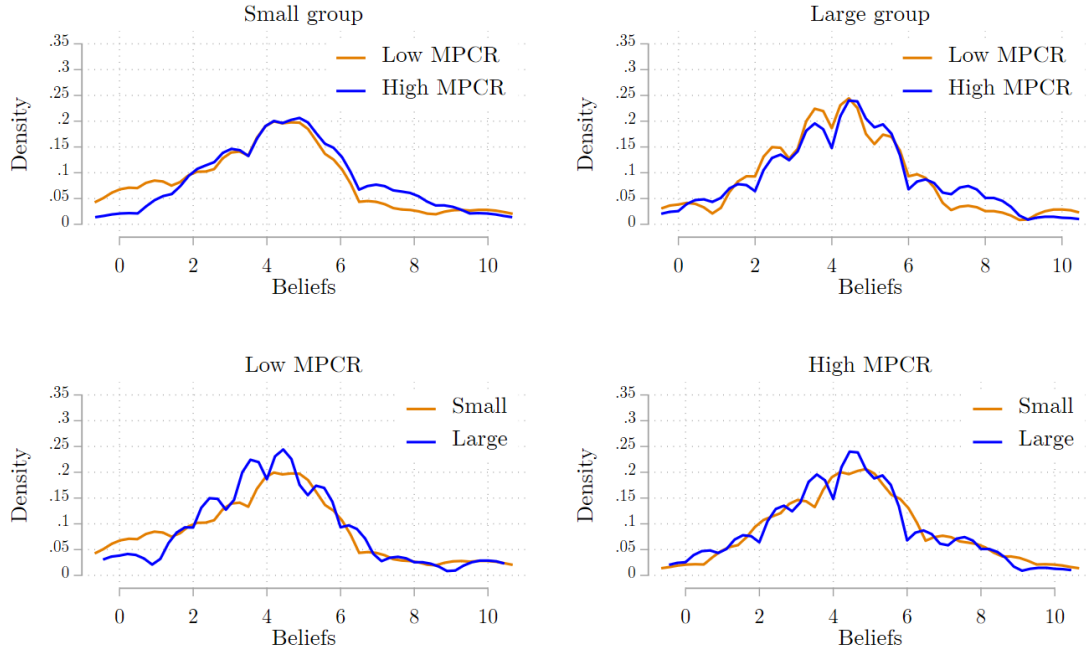 Small group
Low MPCR
High MPCR
Density
.35
.3
.25
.2
.15
.1
.05
0
0 2 4 6 8 10
Beliefs
Large group
Low MPCR
High MPCR
Density
.35
.3
.25
.2
.15
.1
.05
0
0 2 4 6 8 10
Beliefs
Low MPCR
Small
Large
Density
.35
.3
.25
.2
.15
.1
.05
0
0 2 4 6 8 10
Beliefs
High MPCR
Small
Large
Density
.35
.3
.25
.2
.15
.1
.05
0
0 2 4 6 8 10
Beliefs